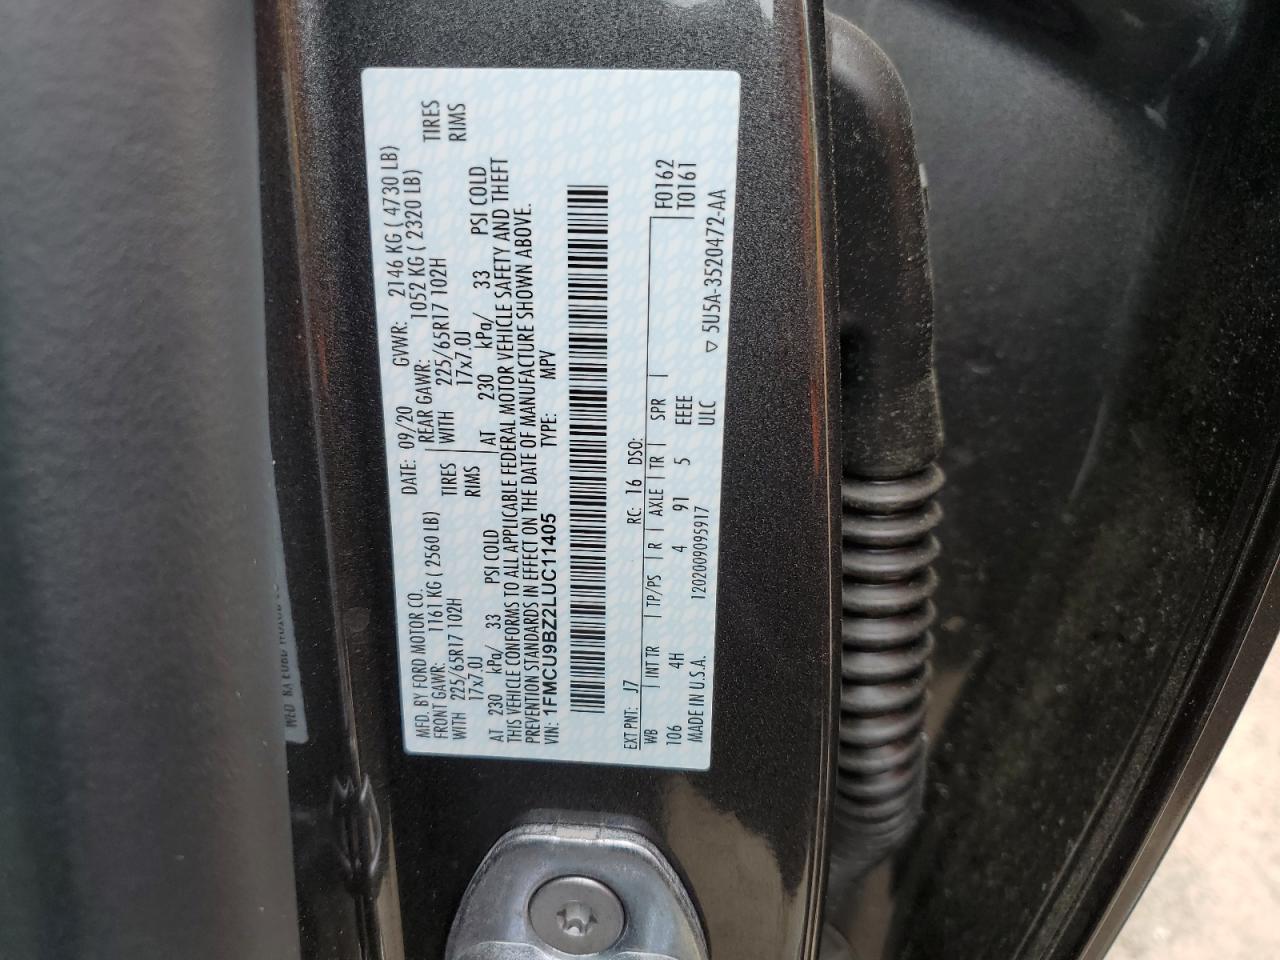 MFD. BY FORD MOTOR CO.
DATE: 09/20 GVWR: 2146 KG ( 4730 LB)
FRONT GAWR: 1161 KG ( 2560 LB) REAR GAWR: 1052 KG ( 2320 LB)
WITH 225/65R17 102H TIRES WITH 225/65R17 102H TIRES
17x7.0J RIMS 17x7.0J RIMS
AT 230 kPa/ 33 PSI COLD AT 230 kPa/ 33 PSI COLD
THIS VEHICLE CONFORMS TO ALL APPLICABLE FEDERAL MOTOR VEHICLE SAFETY AND THEFT
PREVENTION STANDARDS IN EFFECT ON THE DATE OF MANUFACTURE SHOWN ABOVE.
VIN: 1FMCU9BZ2LUC11405 TYPE: MPV
EXT PNT: J7 RC: 16 DSO: F0162
WB INT TR TP/PS R AXLE TR SPR T0161
106 4H 4 91 5 EEEE
MADE IN U.S.A. 120200909S917 ULC ▽ 5U5A-3520472-AA